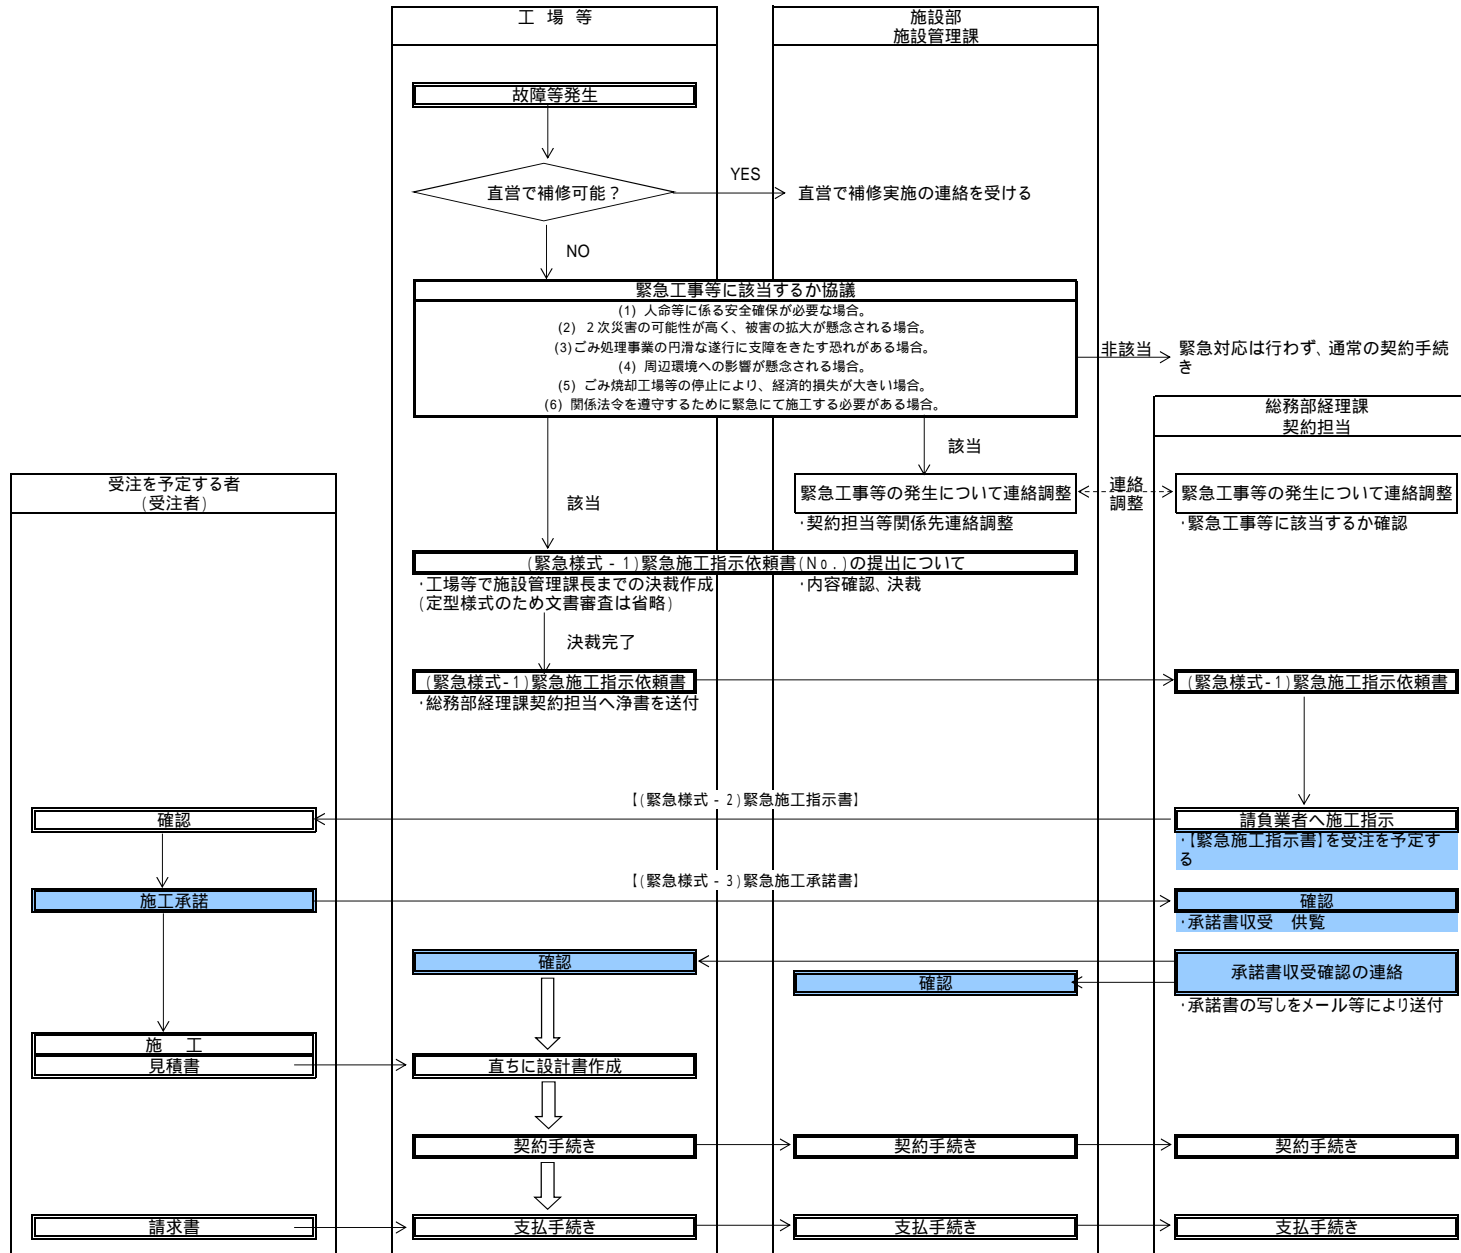 工 場 等
施設部
施設管理課
故障等発生
直営で補修可能？
YES
直営で補修実施の連絡を受ける
NO
緊急工事等に該当するか協議
(1) 人命等に係る安全確保が必要な場合。
(2) ２次災害の可能性が高く、被害の拡大が懸念される場合。
(3)ごみ処理事業の円滑な遂行に支障をきたす恐れがある場合。
(4) 周辺環境への影響が懸念される場合。
(5) ごみ焼却工場等の停止により、経済的損失が大きい場合。
(6) 関係法令を遵守するために緊急にて施工する必要がある場合。
非該当
緊急対応は行わず、通常の契約手続
き
総務部経理課
契約担当
該当
受注を予定する者
(受注者)
該当
緊急工事等の発生について連絡調整
・契約担当等関係先連絡調整
連絡
調整
緊急工事等の発生について連絡調整
・緊急工事等に該当するか確認
(緊急様式‐1)緊急施工指示依頼書(No.)の提出について
・工場等で施設管理課長までの決裁作成
(定型様式のため文書審査は省略)
・内容確認、決裁
決裁完了
(緊急様式-1)緊急施工指示依頼書
・総務部経理課契約担当へ浄書を送付
(緊急様式-1)緊急施工指示依頼書
【(緊急様式‐2)緊急施工指示書】
確認
請負業者へ施工指示
・【緊急施工指示書】を受注を予定す
る
【(緊急様式‐3)緊急施工承諾書】
施工承諾
確認
・承諾書収受　供覧
確認
確認
承諾書収受確認の連絡
・承諾書の写しをメール等により送付
施　工
見積書
直ちに設計書作成
契約手続き
契約手続き
契約手続き
請求書
支払手続き
支払手続き
支払手続き